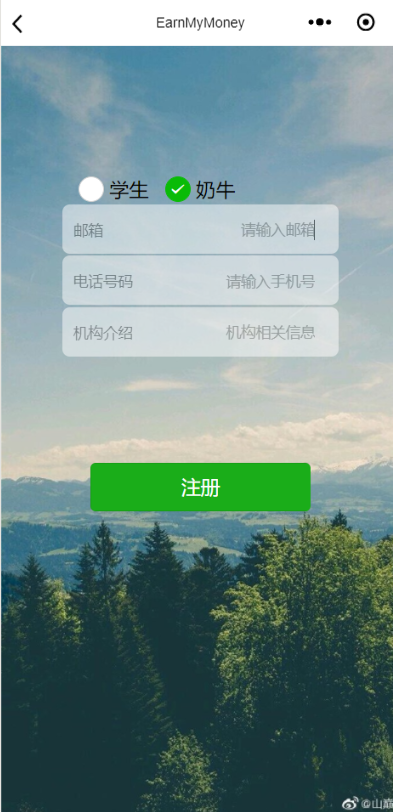 EarnMyMoney
学生 奶牛
邮箱 请输入邮箱
电话号码 请输入手机号
机构介绍 机构相关信息
注册
@山巅